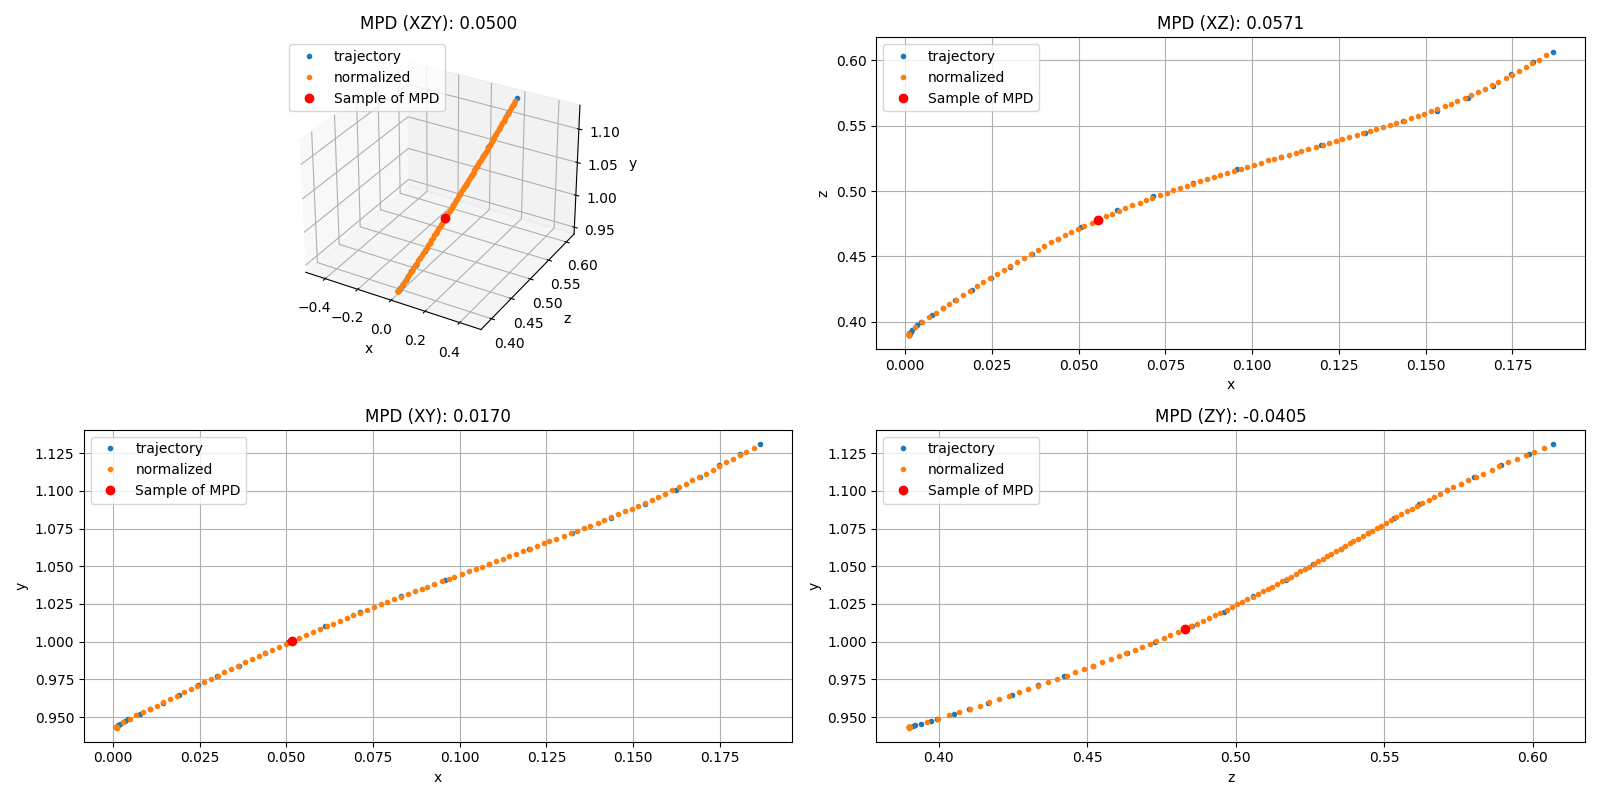 MPD (XZY): 0.0500
trajectory
normalized
Sample of MPD
1.10
1.05
1.00
0.95
y
0.60
0.55
0.50
0.45
0.40
z
−0.4
−0.2
0.0
0.2
0.4
x
MPD (XZ): 0.0571
trajectory
normalized
Sample of MPD
0.60
0.55
0.50
0.45
0.40
z
0.000 0.025 0.050 0.075 0.100 0.125 0.150 0.175
x
MPD (XY): 0.0170
trajectory
normalized
Sample of MPD
1.125
1.100
1.075
1.050
1.025
1.000
0.975
0.950
y
0.000 0.025 0.050 0.075 0.100 0.125 0.150 0.175
x
MPD (ZY): -0.0405
trajectory
normalized
Sample of MPD
1.125
1.100
1.075
1.050
1.025
1.000
0.975
0.950
y
0.40 0.45 0.50 0.55 0.60
z